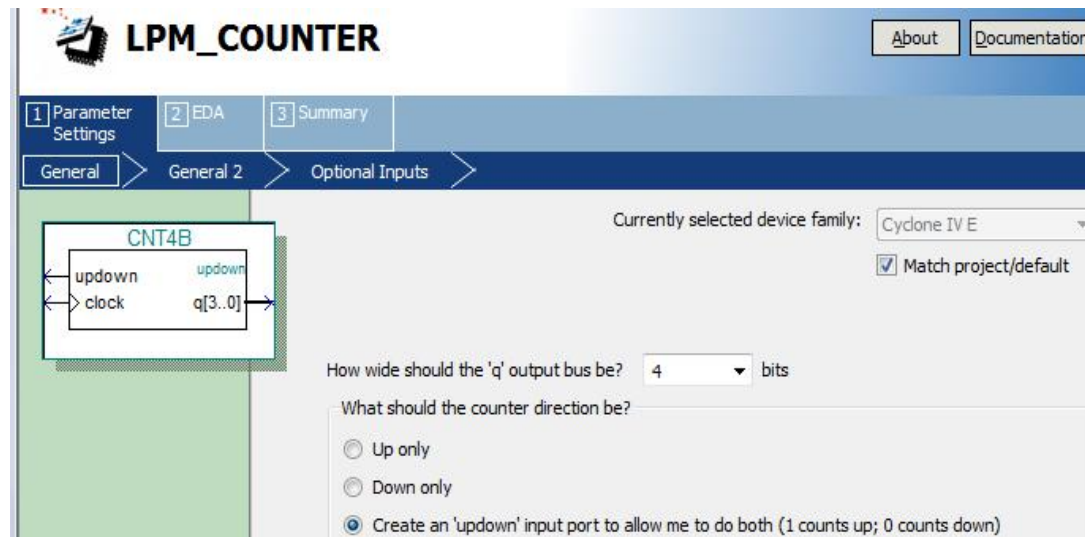 LPM_COUNTER
About
Documentation
1 Parameter Settings
2 EDA
3 Summary
General
General 2
Optional Inputs
Currently selected device family:
Cyclone IV E
Match project/default
CNT4B
updown
updown
clock
q[3..0]
How wide should the 'q' output bus be?
4
bits
What should the counter direction be?
Up only
Down only
Create an 'updown' input port to allow me to do both (1 counts up; 0 counts down)